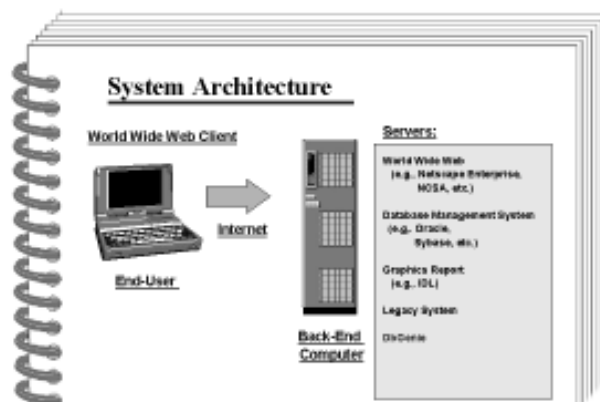 System Architecture
World Wide Web Client
Servers:
World Wide Web
(e.g., Netscape Enterprise,
NCSA, etc.)
Database Management System
(e.g. Oracle,
Sybase, etc.)
Graphics Report
(e.g., IDL)
Legacy System
DbGenie
Internet
End-User
Back-End
Computer